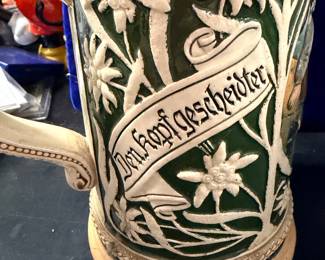 Den kopf gescheidter,